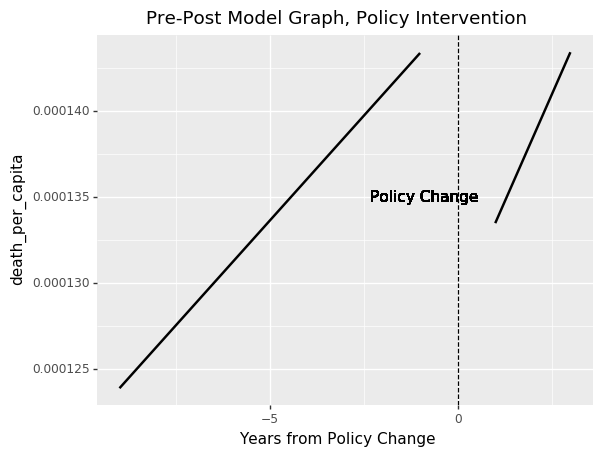 Pre-Post Model Graph, Policy Intervention
death_per_capita
0.000140
0.000135
0.000130
0.000125
Policy Change
−5
0
Years from Policy Change